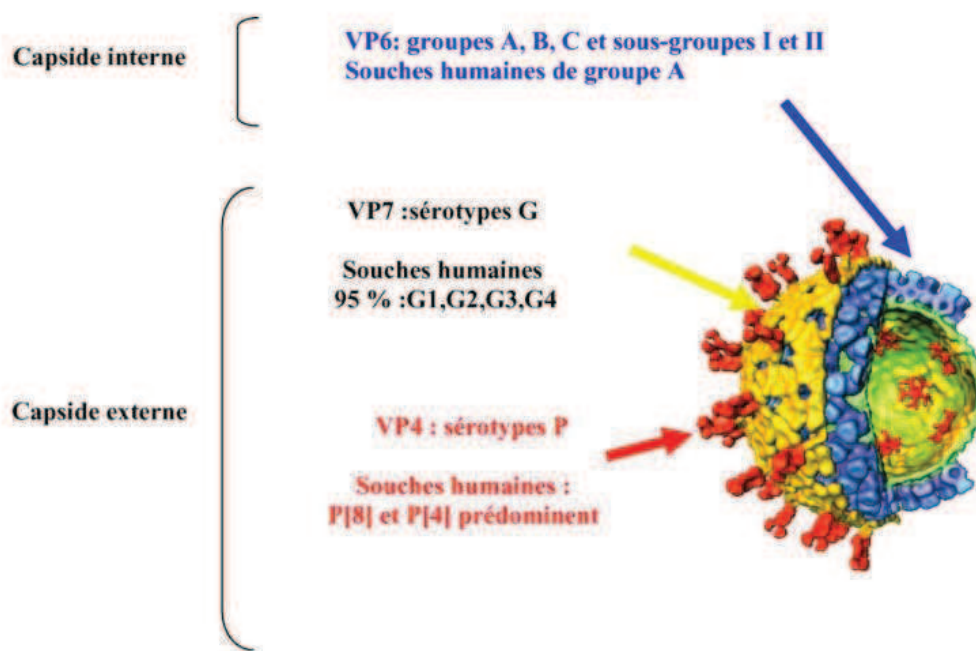 Capside interne
VP6: groupes A, B, C et sous-groupes I et II
Souches humaines de groupe A
VP7 :sérotypes G
Souches humaines
95 % :G1,G2,G3,G4
Capside externe
VP4 : sérotypes P
Souches humaines :
P[8] et P[4] prédominent